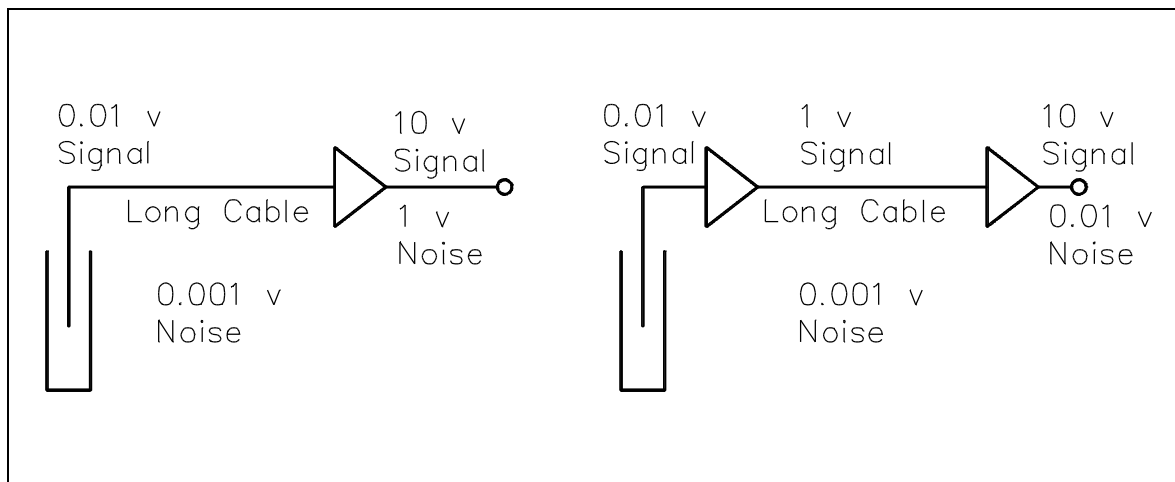 0.01 v
Signal
10 v
Signal
Long Cable
1 v
Noise
0.001 v
Noise
0.01 v
Signal
1 v
Signal
10 v
Signal
Long Cable
0.01 v
Noise
0.001 v
Noise